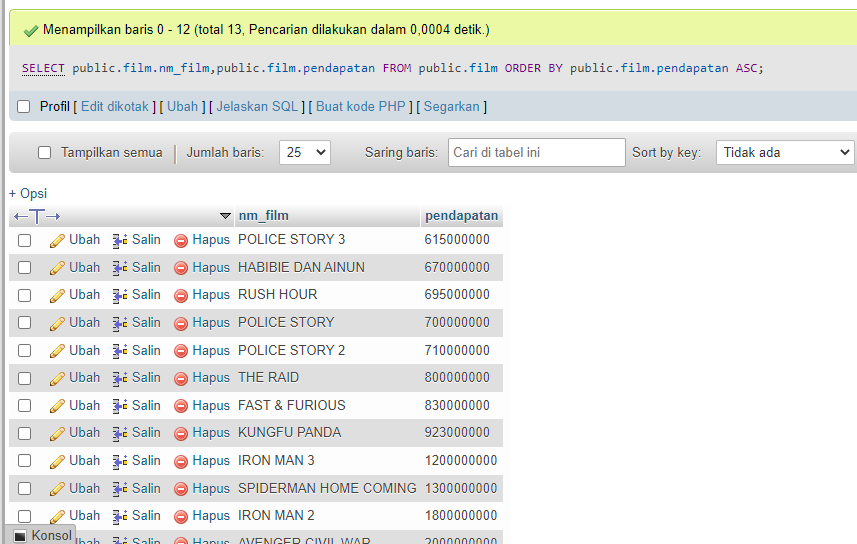 Menampilkan baris 0 - 12 (total 13, Pencarian dilakukan dalam 0,0004 detik.)
SELECT public.film.nm_film,public.film.pendapatan FROM public.film ORDER BY public.film.pendapatan ASC;
Profil [ Edit dikotak ] [ Ubah ] [ Jelaskan SQL ] [ Buat kode PHP ] [ Segarkan ]
Tampilkan semua Jumlah baris: 25 Saring baris: Cari di tabel ini Sort by key: Tidak ada
+ Opsi
nm_film pendapatan
Ubah Salin Hapus POLICE STORY 3 615000000
Ubah Salin Hapus HABIBIE DAN AINUN 670000000
Ubah Salin Hapus RUSH HOUR 695000000
Ubah Salin Hapus POLICE STORY 700000000
Ubah Salin Hapus POLICE STORY 2 710000000
Ubah Salin Hapus THE RAID 800000000
Ubah Salin Hapus FAST & FURIOUS 830000000
Ubah Salin Hapus KUNGFU PANDA 923000000
Ubah Salin Hapus IRON MAN 3 1200000000
Ubah Salin Hapus SPIDERMAN HOME COMING 1300000000
Ubah Salin Hapus IRON MAN 2 1800000000
Konsol Ubah Salin Hapus AVENGER CIVIL WAR 2000000000